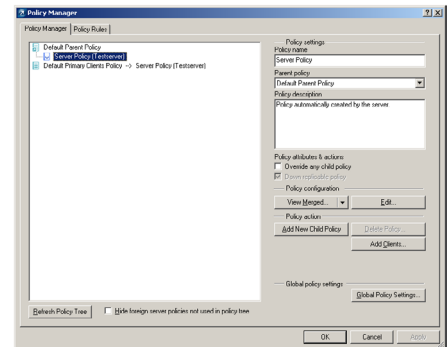 Policy Manager
Policy Manager
Policy Rules
Default Parent Policy
Server Policy (Testserver)
Default Primary Clients Policy -> Server Policy (Testserver)
Policy settings
Policy name
Server Policy
Parent policy
Default Parent Policy
Policy description
Policy automatically created by the server
Policy attributes & actions
Override any child policy
Down replicable policy
Policy configuration
View Merged...
Edit...
Policy action
Add New Child Policy
Delete Policy...
Add Clients...
Global policy settings
Global Policy Settings...
Refresh Policy Tree
Hide foreign server policies not used in policy tree
OK
Cancel
Apply